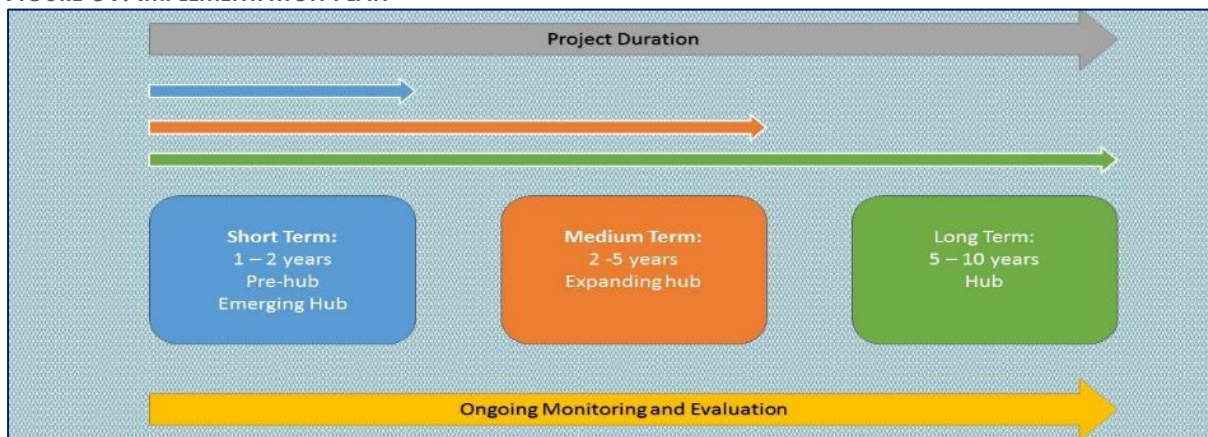 Project Duration
Short Term:
1 – 2 years
Pre-hub
Emerging Hub
Medium Term:
2 -5 years
Expanding hub
Long Term:
5 – 10 years
Hub
Ongoing Monitoring and Evaluation